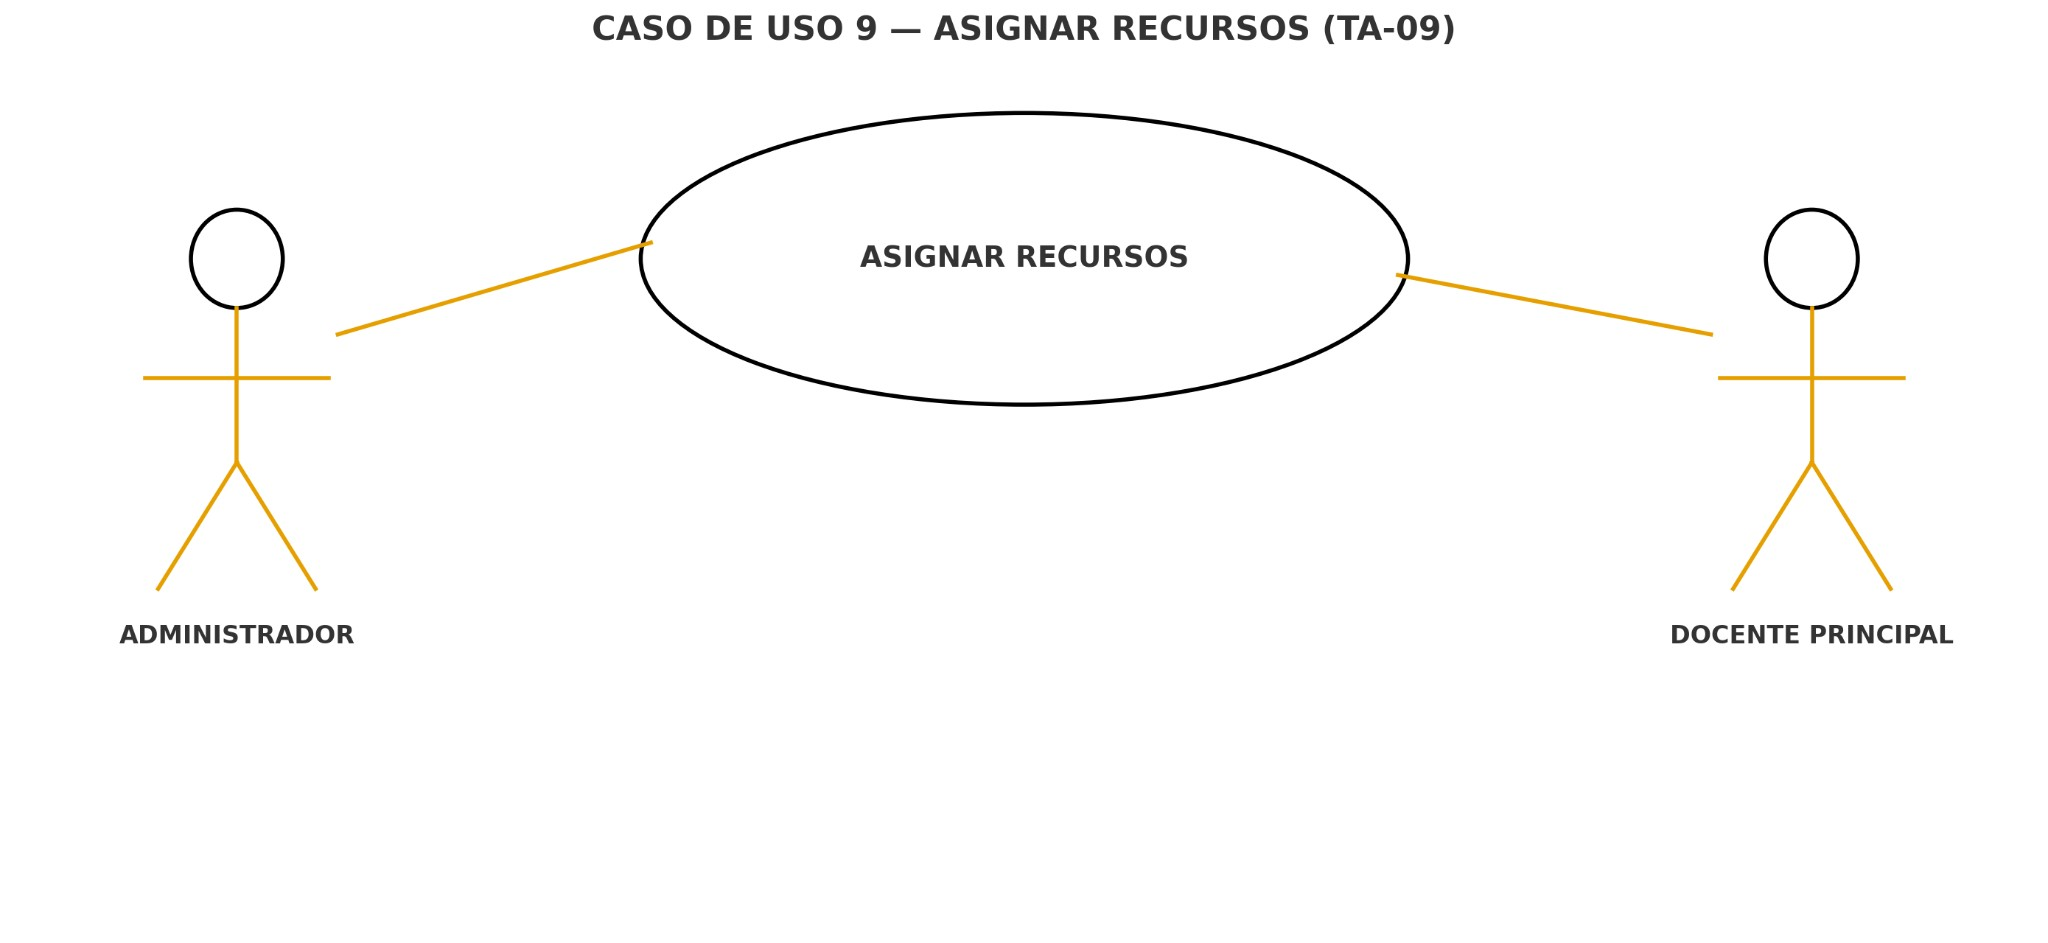 CASO DE USO 9 — ASIGNAR RECURSOS (TA-09)
ASIGNAR RECURSOS
ADMINISTRADOR
DOCENTE PRINCIPAL